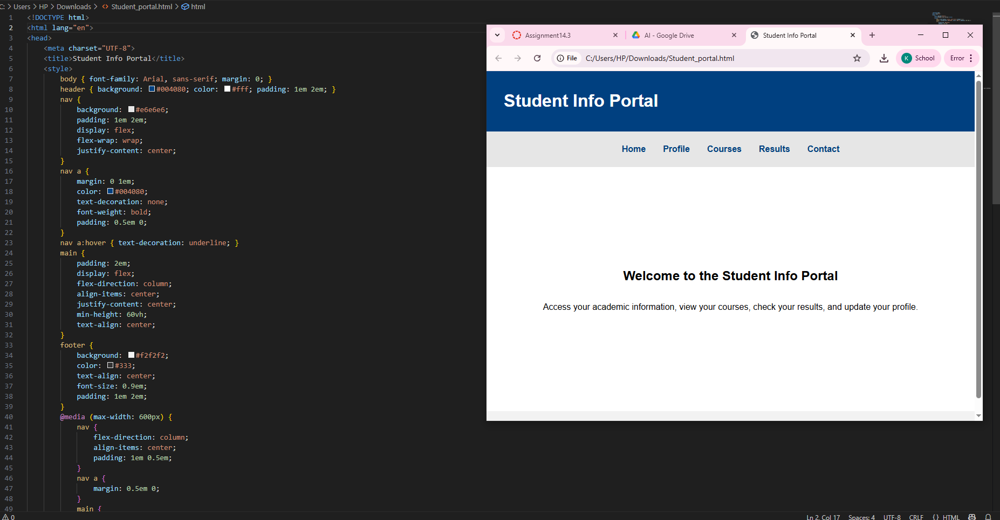 C: > Users > HP > Downloads > <> Student_portal.html > html
1 <!DOCTYPE html>
2 <html lang="en">
3 <head>
4 <meta charset="UTF-8">
5 <title>Student Info Portal</title>
6 <style>
7 body { font-family: Arial, sans-serif; margin: 0; }
8 header { background: #004080; color: #fff; padding: 1em 2em; }
9 nav {
10 background: #e6e6e6;
11 padding: 1em 2em;
12 display: flex;
13 flex-wrap: wrap;
14 justify-content: center;
15 }
16 nav a {
17 margin: 0 1em;
18 color: #004080;
19 text-decoration: none;
20 font-weight: bold;
21 padding: 0.5em 0;
22 }
23 nav a:hover { text-decoration: underline; }
24 main {
25 padding: 2em;
26 display: flex;
27 flex-direction: column;
28 align-items: center;
29 justify-content: center;
30 min-height: 60vh;
31 text-align: center;
32 }
33 footer {
34 background: #f2f2f2;
35 color: #333;
36 text-align: center;
37 font-size: 0.9em;
38 padding: 1em 2em;
39 }
40 @media (max-width: 600px) {
41 nav {
42 flex-direction: column;
43 align-items: center;
44 padding: 1em 0.5em;
45 }
46 nav a {
47 margin: 0.5em 0;
48 }
49 main {
Assignment14.3
AI - Google Drive
Student Info Portal
File C:/Users/HP/Downloads/Student_portal.html
K School
Error
Student Info Portal
Home Profile Courses Results Contact
Welcome to the Student Info Portal
Access your academic information, view your courses, check your results, and update your profile.
0
Ln 2, Col 17 Spaces: 4 UTF-8 CRLF {} HTML